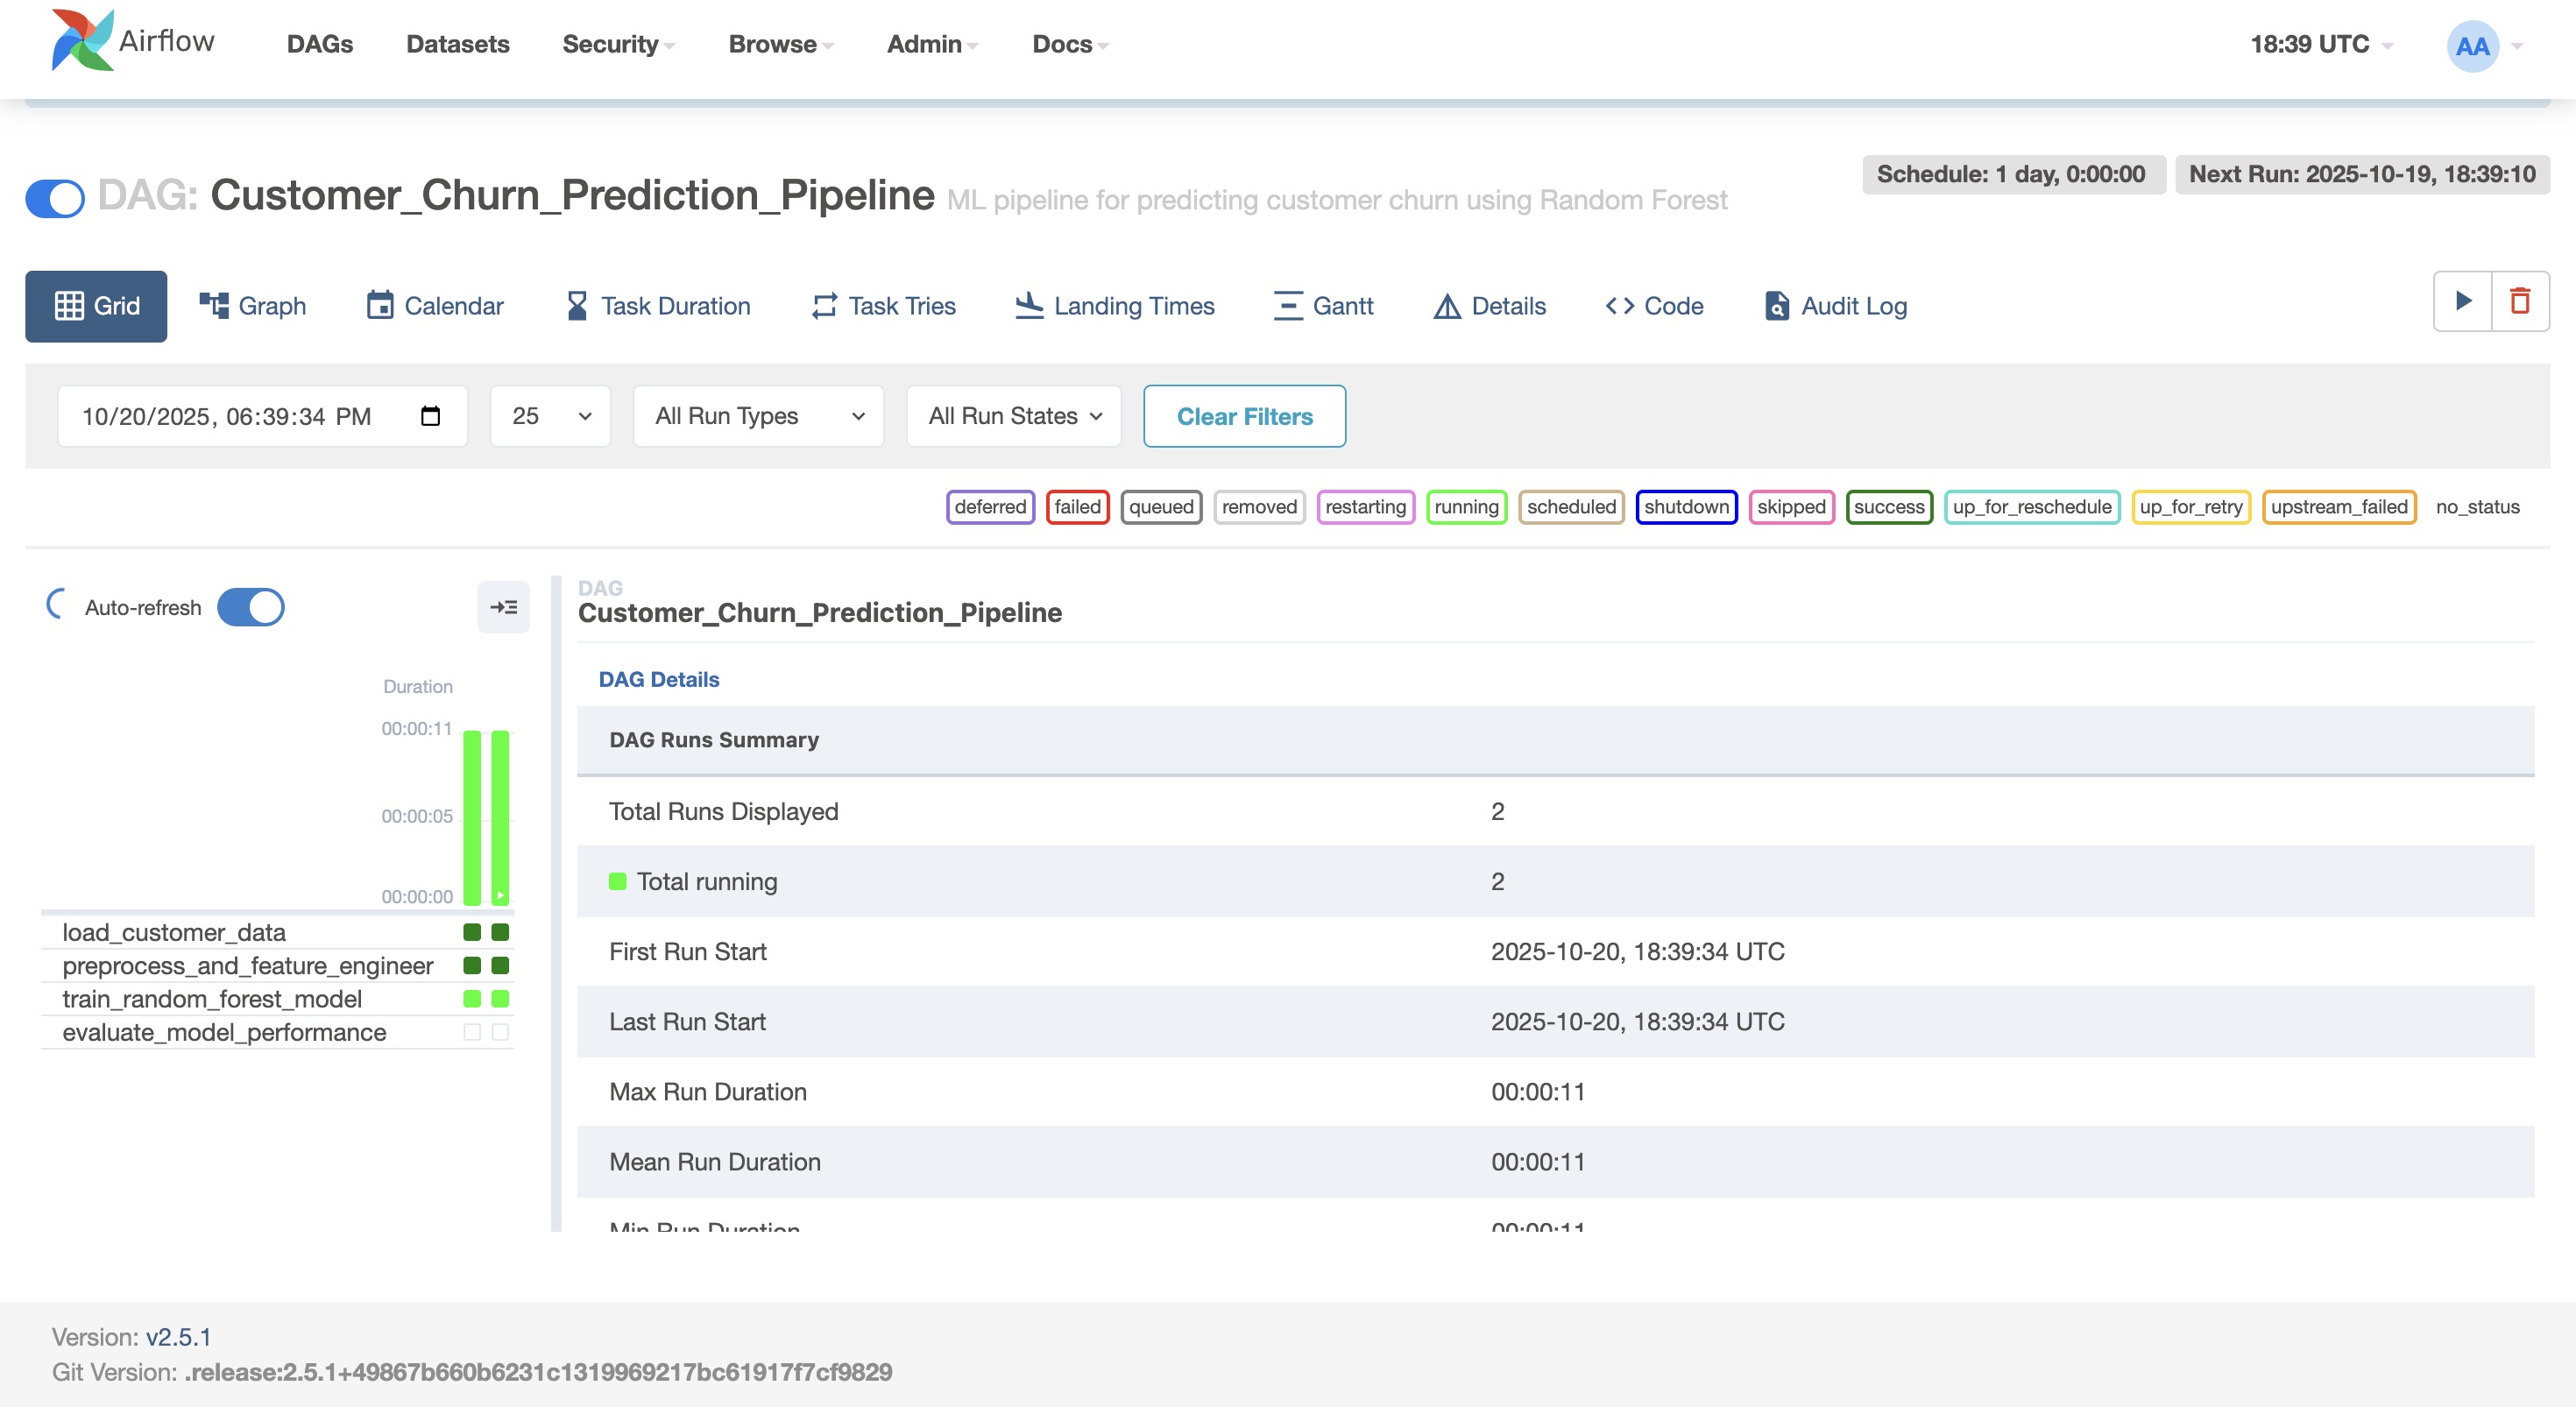 Airflow DAGs Datasets Security Browse Admin Docs 18:39 UTC AA
DAG: Customer_Churn_Prediction_Pipeline ML pipeline for predicting customer churn using Random Forest
Schedule: 1 day, 0:00:00 Next Run: 2025-10-19, 18:39:10
Grid Graph Calendar Task Duration Task Tries Landing Times Gantt Details Code Audit Log
10/20/2025, 06:39:34 PM 25 All Run Types All Run States Clear Filters
deferred failed queued removed restarting running scheduled shutdown skipped success up_for_reschedule up_for_retry upstream_failed no_status
Auto-refresh
Duration
00:00:11
00:00:05
00:00:00
load_customer_data
preprocess_and_feature_engineer
train_random_forest_model
evaluate_model_performance
DAG
Customer_Churn_Prediction_Pipeline
DAG Details
DAG Runs Summary
Total Runs Displayed 2
Total running 2
First Run Start 2025-10-20, 18:39:34 UTC
Last Run Start 2025-10-20, 18:39:34 UTC
Max Run Duration 00:00:11
Mean Run Duration 00:00:11
Min Run Duration 00:00:11
Version: v2.5.1
Git Version: .release:2.5.1+49867b660b6231c1319969217bc61917f7cf9829